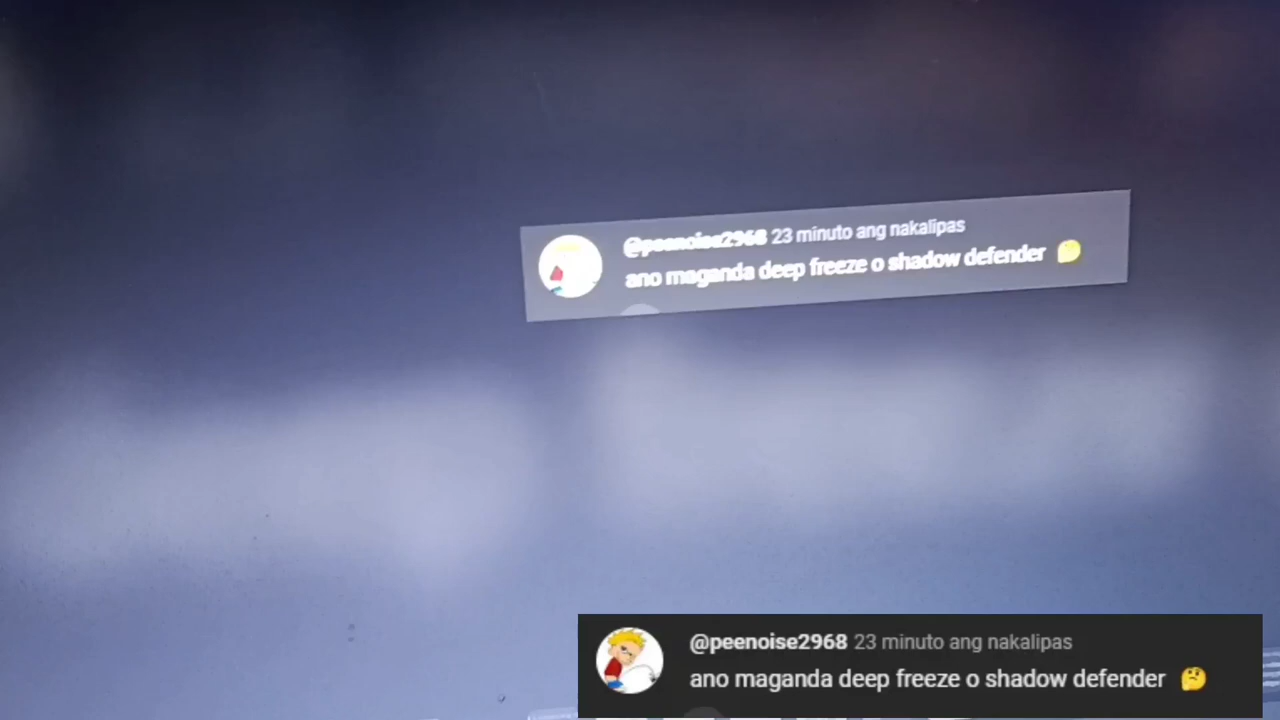 @peenoise2968 23 minuto ang nakalipas
ano maganda deep freeze o shadow defender 🤔
@peenoise2968 23 minuto ang nakalipas
ano maganda deep freeze o shadow defender 🤔